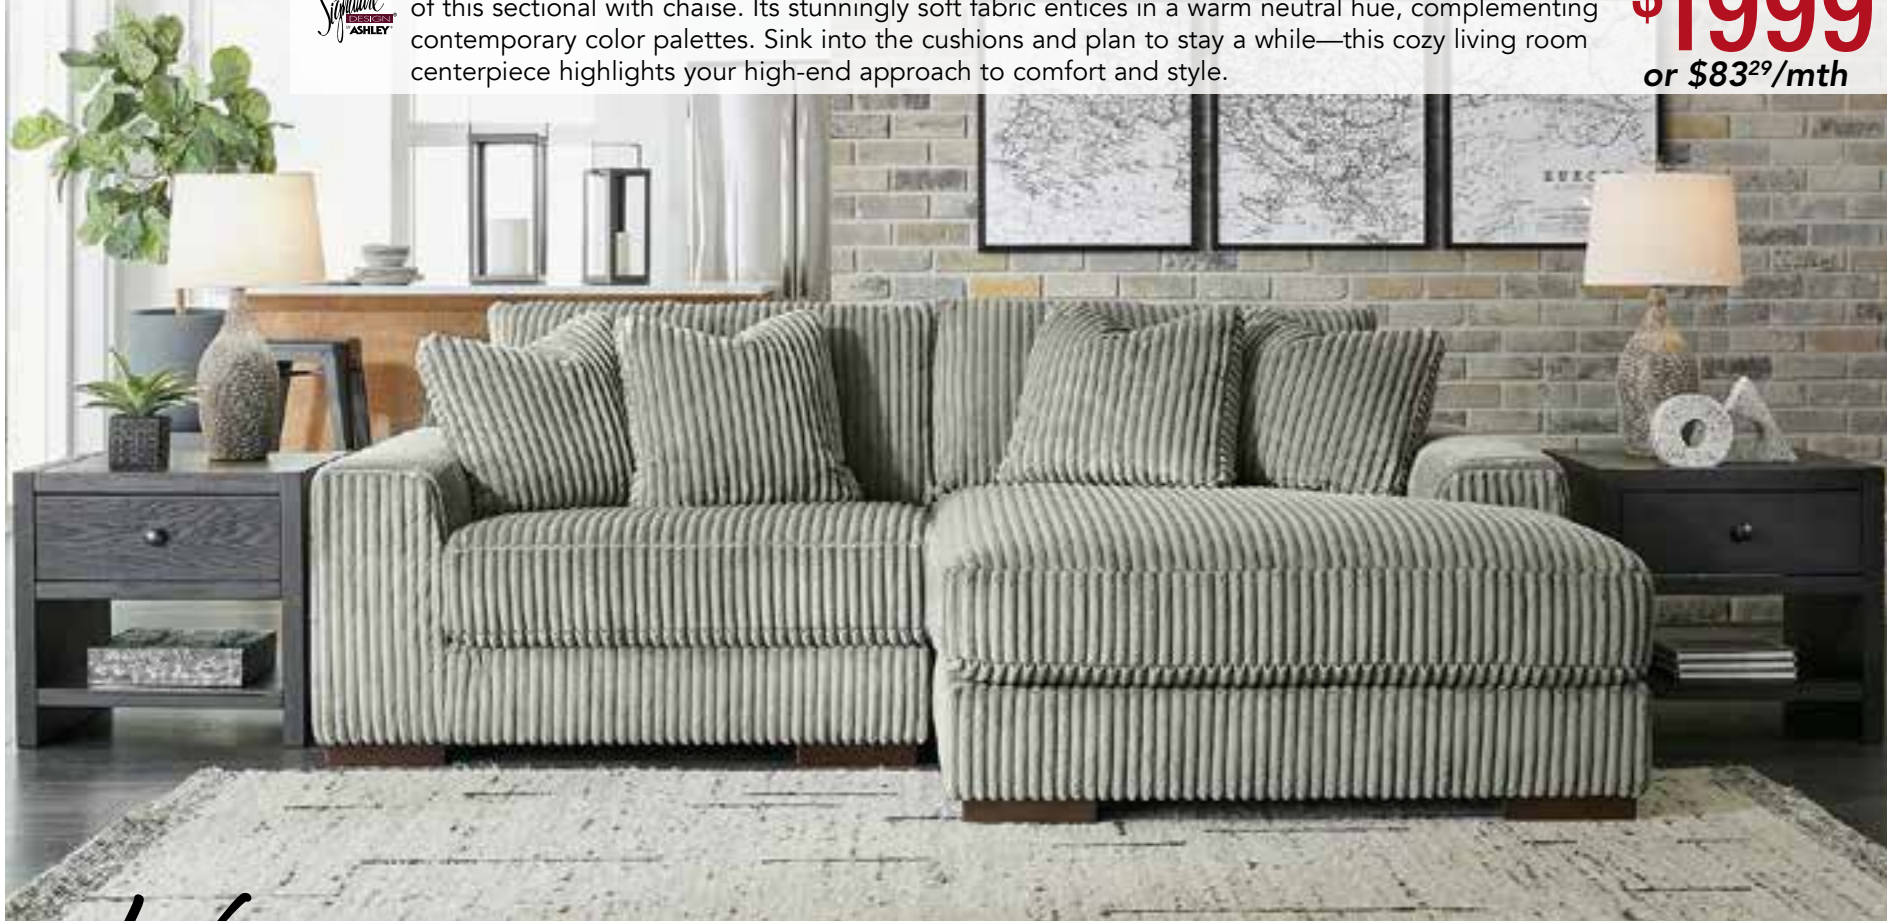 Signature
DESIGN®
ASHLEY®
of this sectional with chaise. Its stunningly soft fabric entices in a warm neutral hue, complementing
contemporary color palettes. Sink into the cushions and plan to stay a while—this cozy living room
centerpiece highlights your high-end approach to comfort and style.
$1999
or $83²⁹/mth